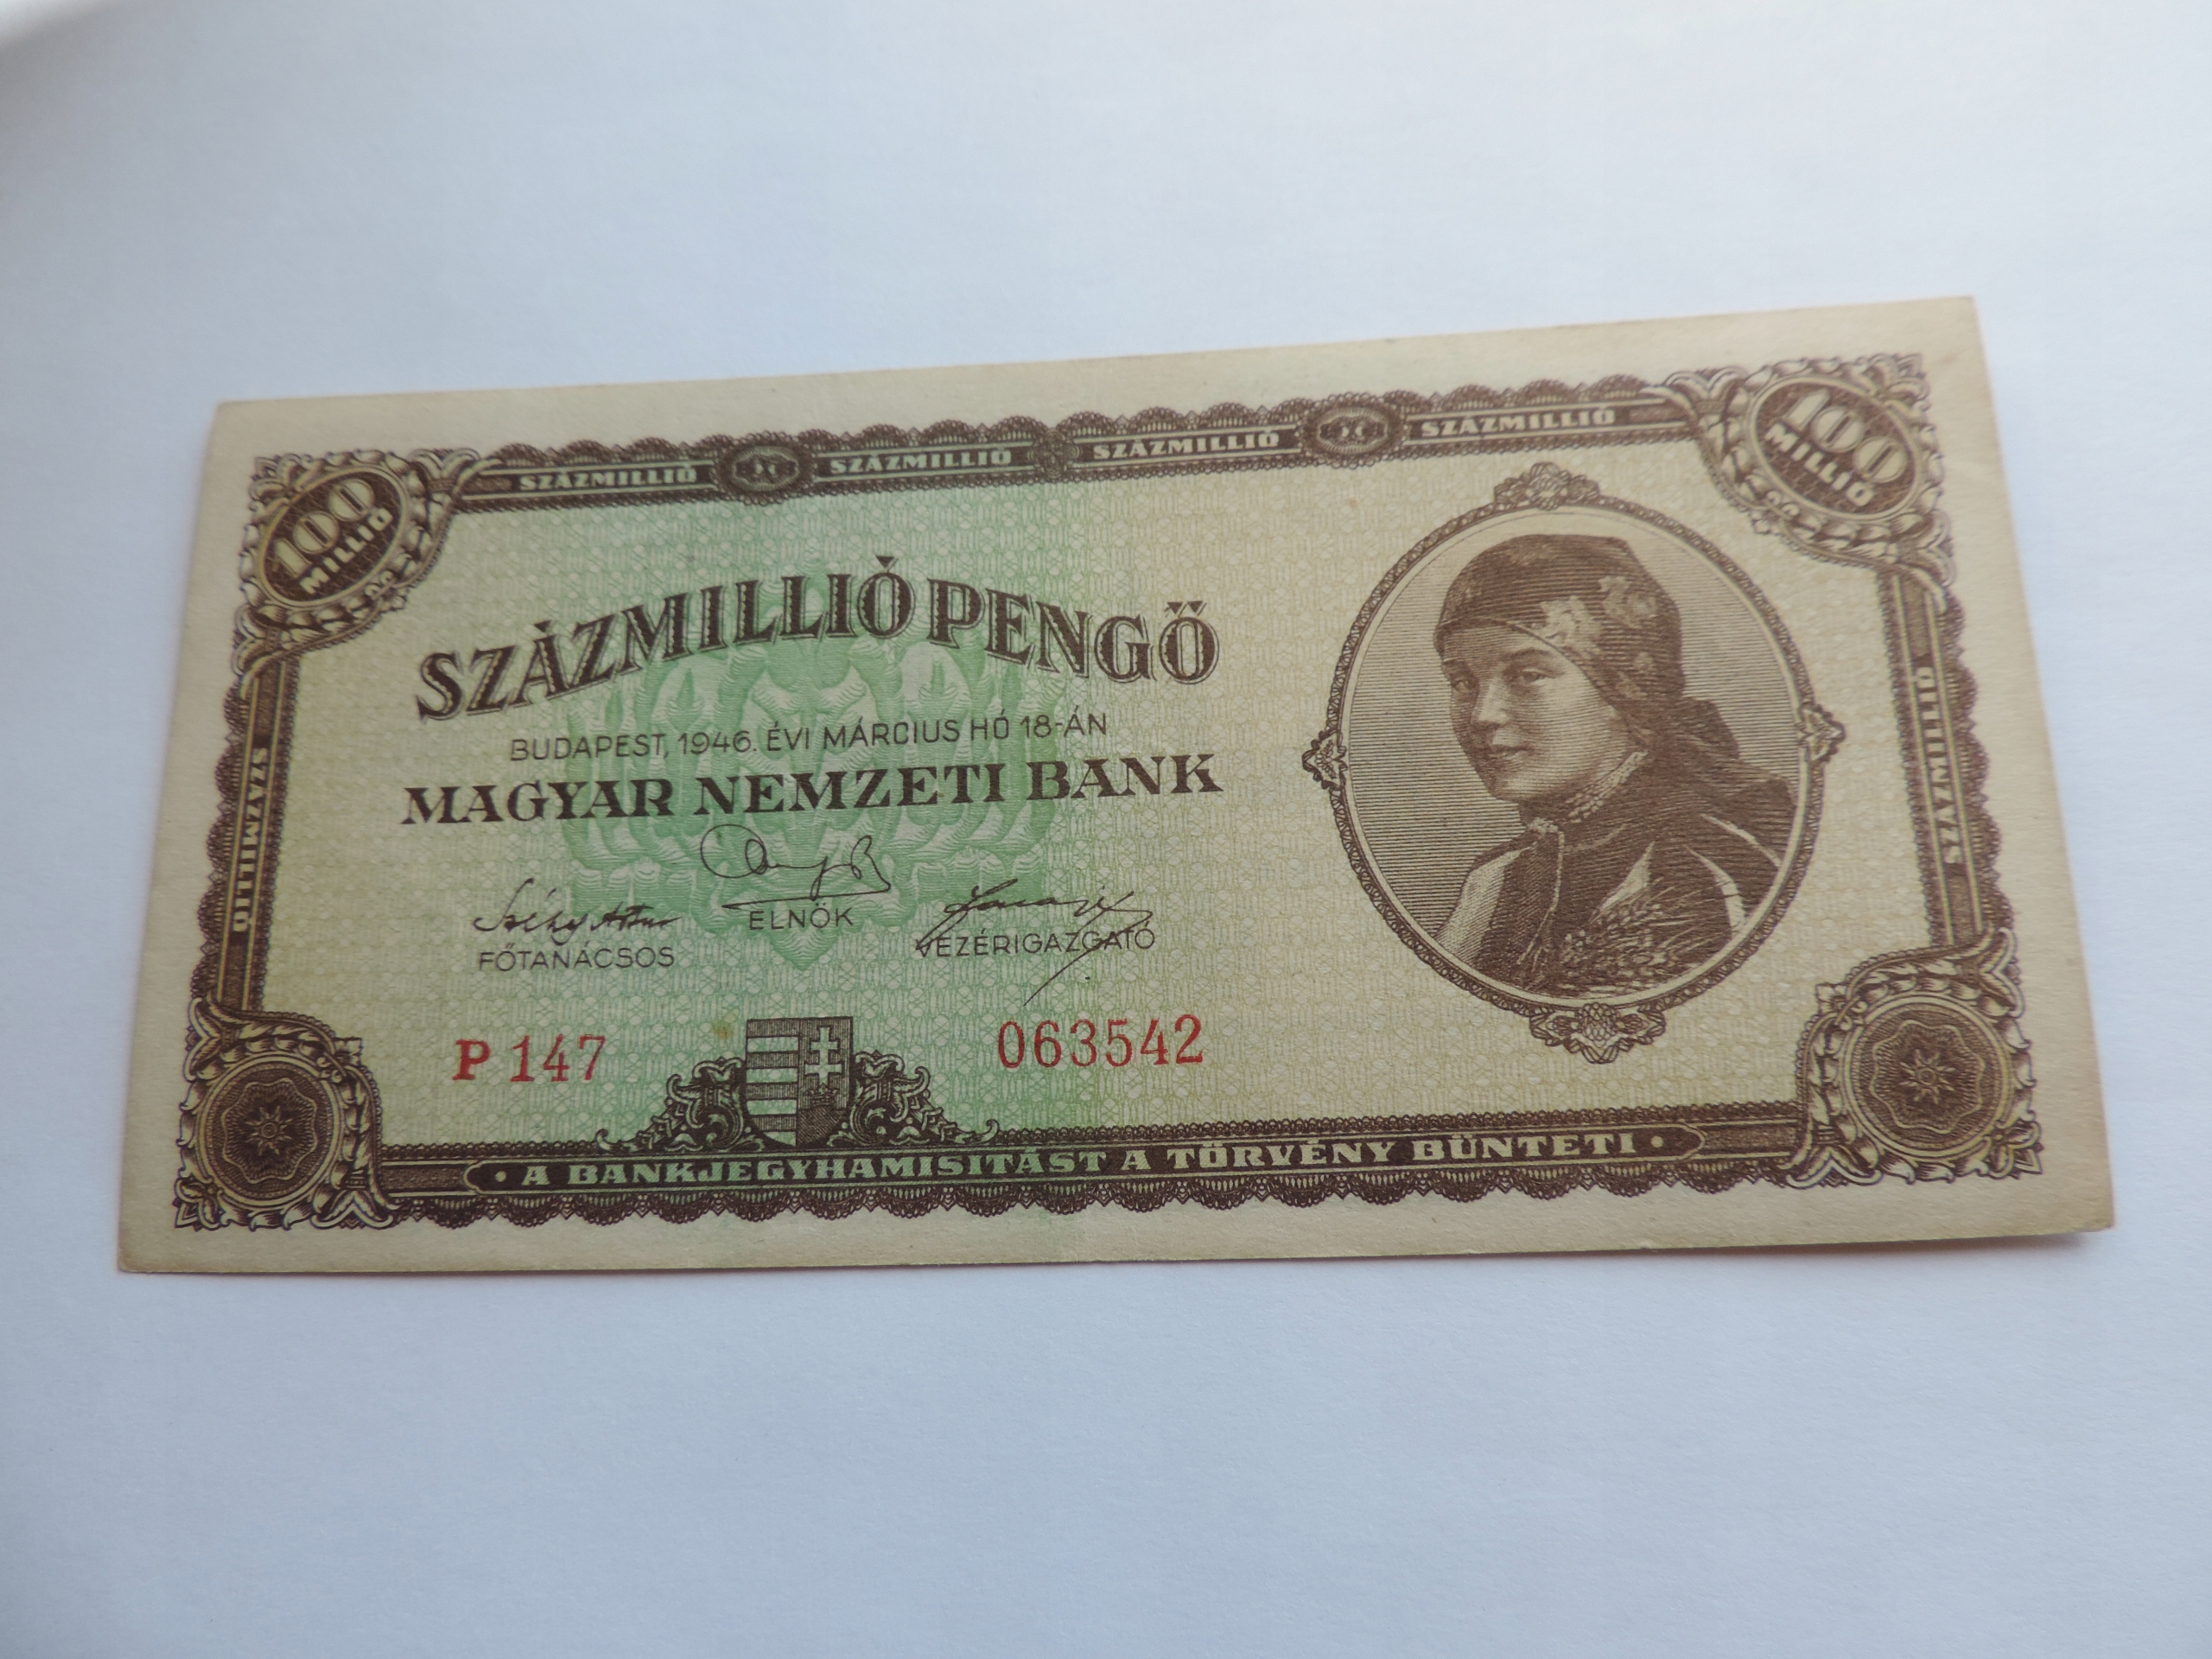 SZÁZMILLIÓ SZÁZMILLIÓ SZÁZMILLIÓ SZÁZMILLIÓ
100
MILLIÓ
100
MILLIÓ
SZÁZMILLIÓ PENGŐ
BUDAPEST, 1946. ÉVI MÁRCIUS HÓ 18-ÁN
MAGYAR NEMZETI BANK
FŐTANÁCSOS
ELNÖK
VEZÉRIGAZGATÓ
SZÁZMILLIÓ
SZÁZMILLIÓ
P 147
063542
• A BANKJEGYHAMISITÁST A TÖRVÉNY BÜNTETI •